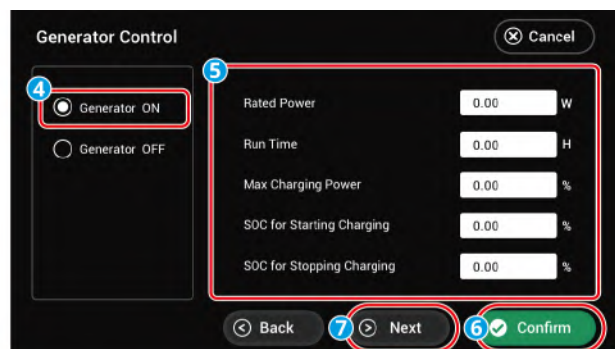 Generator Control
Cancel
4
Generator ON
Generator OFF
5
Rated Power 0.00 W
Run Time 0.00 H
Max Charging Power 0.00 %
SOC for Starting Charging 0.00 %
SOC for Stopping Charging 0.00 %
Back
7 Next
6 Confirm